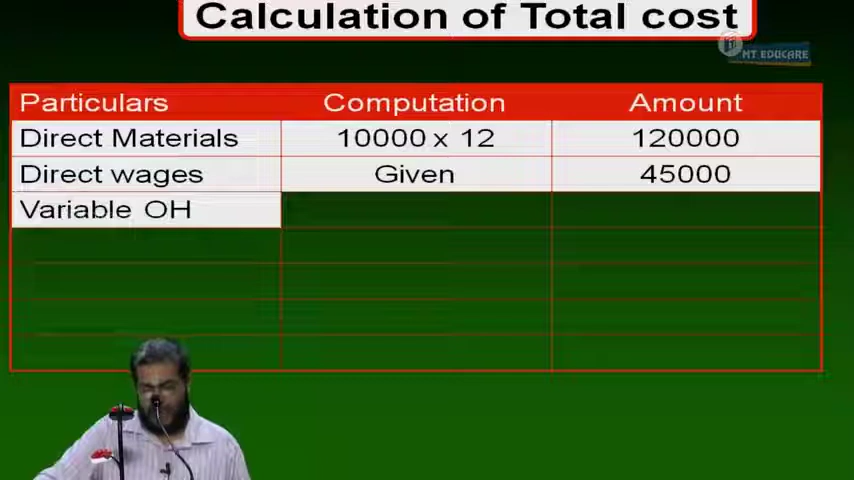 Calculation of Total cost
MT EDUCARE
Particulars Computation Amount
Direct Materials 10000 x 12 120000
Direct wages Given 45000
Variable OH